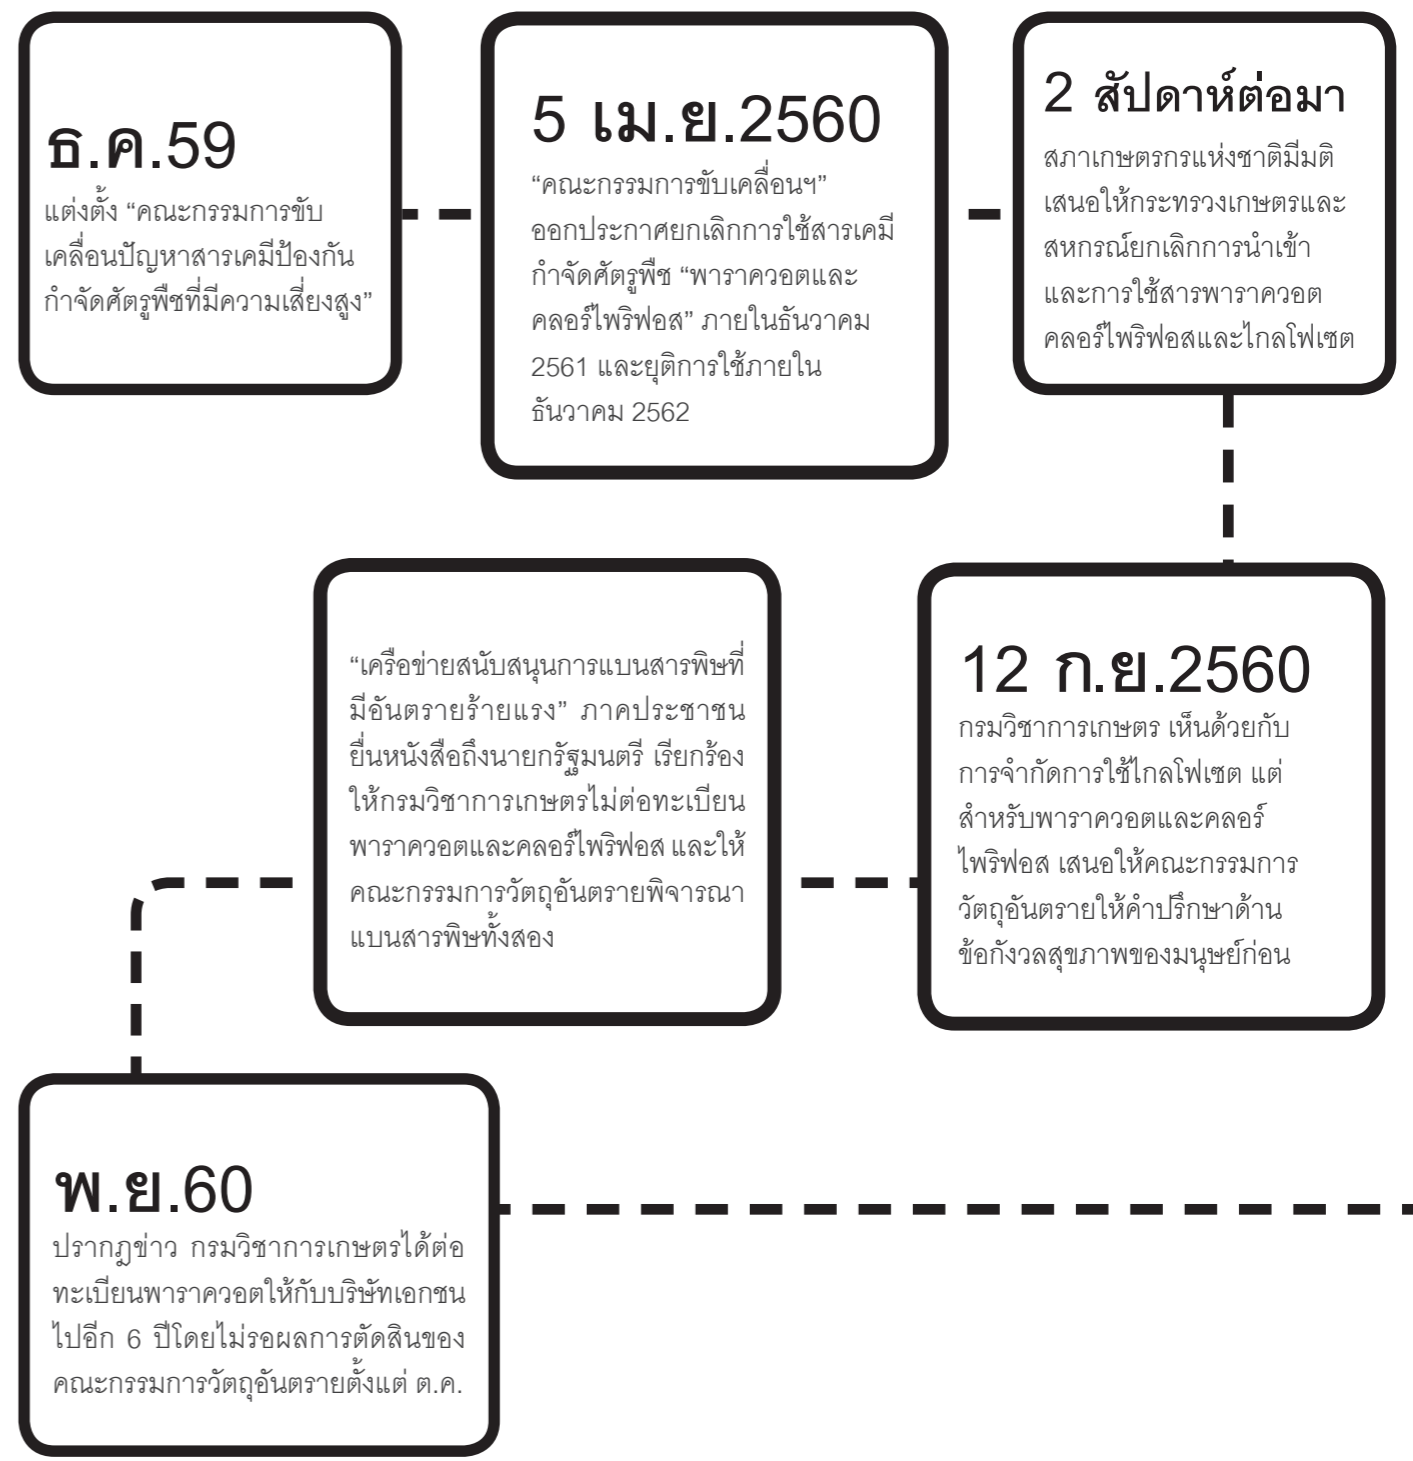 ธ.ค.59
แต่งตั้ง “คณะกรรมการขับ
เคลื่อนปัญหาสารเคมีป้องกัน
กำจัดศัตรูพืชที่มีความเสี่ยงสูง”
5 เม.ย.2560
“คณะกรรมการขับเคลื่อนฯ”
ออกประกาศยกเลิกการใช้สารเคมี
กำจัดศัตรูพืช “พาราควอตและ
คลอร์ไพริฟอส” ภายในธันวาคม
2561 และยุติการใช้ภายใน
ธันวาคม 2562
2 สัปดาห์ต่อมา
สภาเกษตรกรแห่งชาติมีมติ
เสนอให้กระทรวงเกษตรและ
สหกรณ์ยกเลิกการนำเข้า
และการใช้สารพาราควอต
คลอร์ไพริฟอสและไกลโฟเซต
12 ก.ย.2560
กรมวิชาการเกษตร เห็นด้วยกับ
การจำกัดการใช้ไกลโฟเซต แต่
สำหรับพาราควอตและคลอร์
ไพริฟอส เสนอให้คณะกรรมการ
วัตถุอันตรายให้คำปรึกษาด้าน
ข้อกังวลสุขภาพของมนุษย์ก่อน
“เครือข่ายสนับสนุนการแบนสารพิษที่
มีอันตรายร้ายแรง” ภาคประชาชน
ยื่นหนังสือถึงนายกรัฐมนตรี เรียกร้อง
ให้กรมวิชาการเกษตรไม่ต่อทะเบียน
พาราควอตและคลอร์ไพริฟอส และให้
คณะกรรมการวัตถุอันตรายพิจารณา
แบนสารพิษทั้งสอง
พ.ย.60
ปรากฎข่าว กรมวิชาการเกษตรได้ต่อ
ทะเบียนพาราควอตให้กับบริษัทเอกชน
ไปอีก 6 ปีโดยไม่รอผลการตัดสินของ
คณะกรรมการวัตถุอันตรายตั้งแต่ ต.ค.